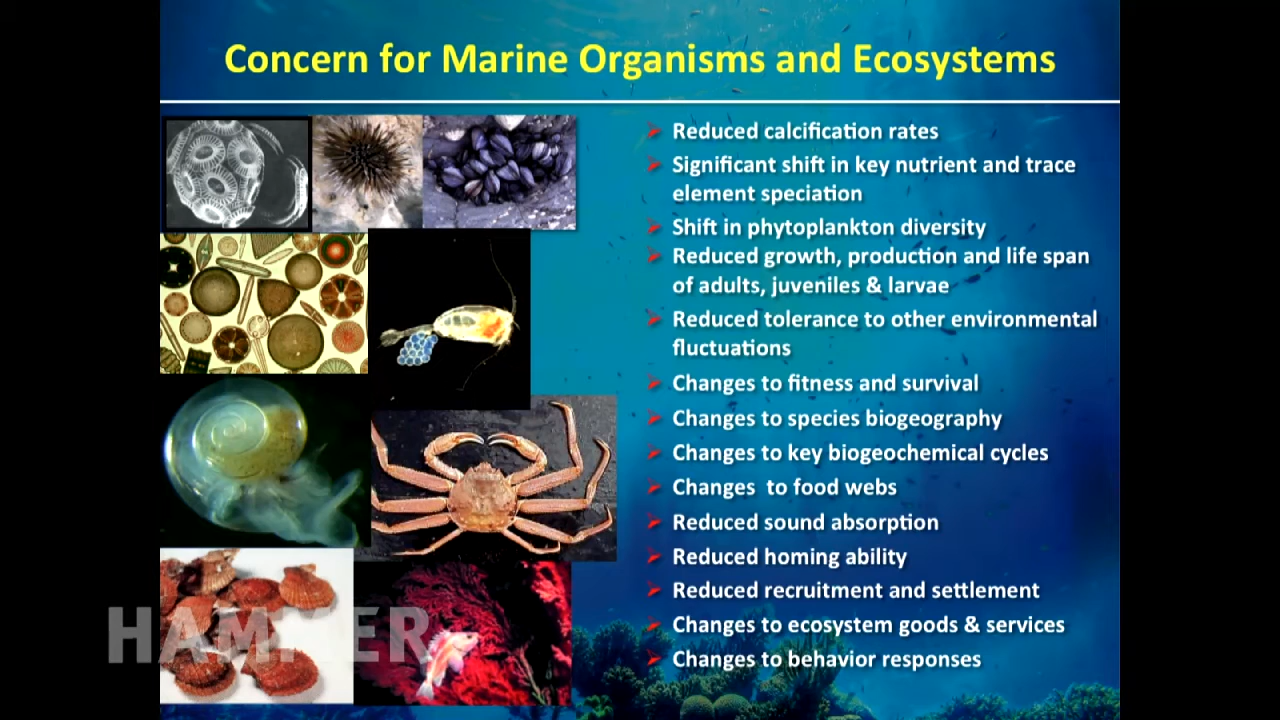 Concern for Marine Organisms and Ecosystems
Reduced calcification rates
Significant shift in key nutrient and trace
element speciation
Shift in phytoplankton diversity
Reduced growth, production and life span
of adults, juveniles & larvae
Reduced tolerance to other environmental
fluctuations
Changes to fitness and survival
Changes to species biogeography
Changes to key biogeochemical cycles
Changes to food webs
Reduced sound absorption
Reduced homing ability
Reduced recruitment and settlement
Changes to ecosystem goods & services
Changes to behavior responses
HAMMER